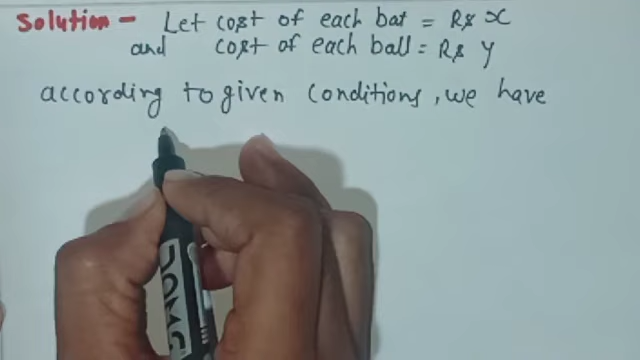 Solution - Let cost of each bat = Rs x
and cost of each ball = Rs y
according to given conditions, we have
DOMS